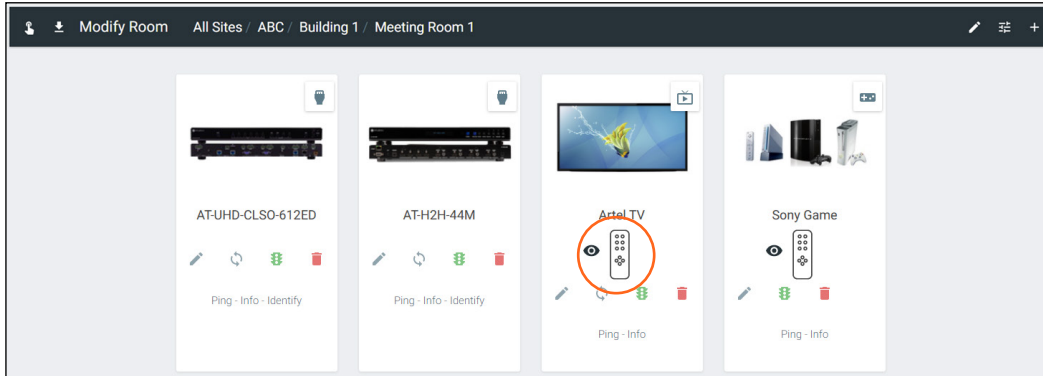 Modify Room All Sites / ABC / Building 1 / Meeting Room 1
AT-UHD-CLSO-612ED
Ping - Info - Identify
AT-H2H-44M
Ping - Info - Identify
Artel TV
Ping - Info
Sony Game
Ping - Info